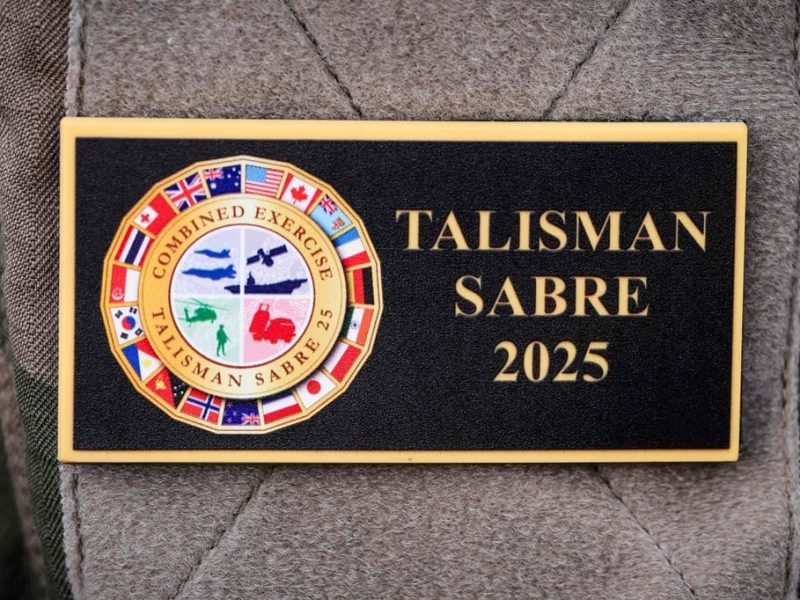 COMBINED EXERCISE
TALISMAN SABRE 25
TALISMAN
SABRE
2025